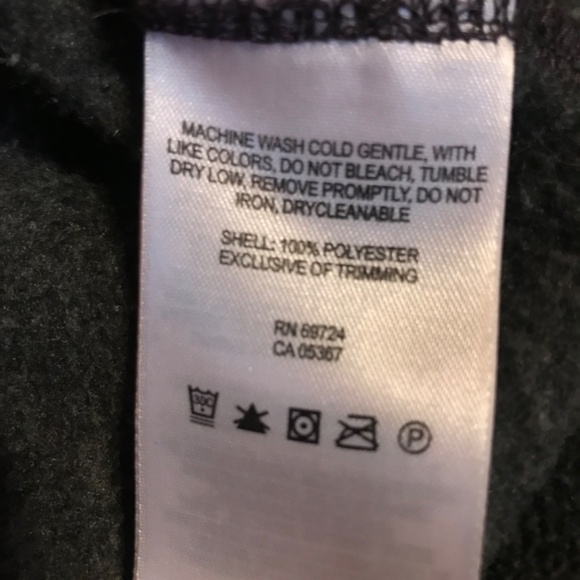 MACHINE WASH COLD GENTLE, WITH
LIKE COLORS, DO NOT BLEACH, TUMBLE
DRY LOW, REMOVE PROMPTLY, DO NOT
IRON, DRYCLEANABLE
SHELL: 100% POLYESTER
EXCLUSIVE OF TRIMMING
RN 69724
CA 05367
30C
P